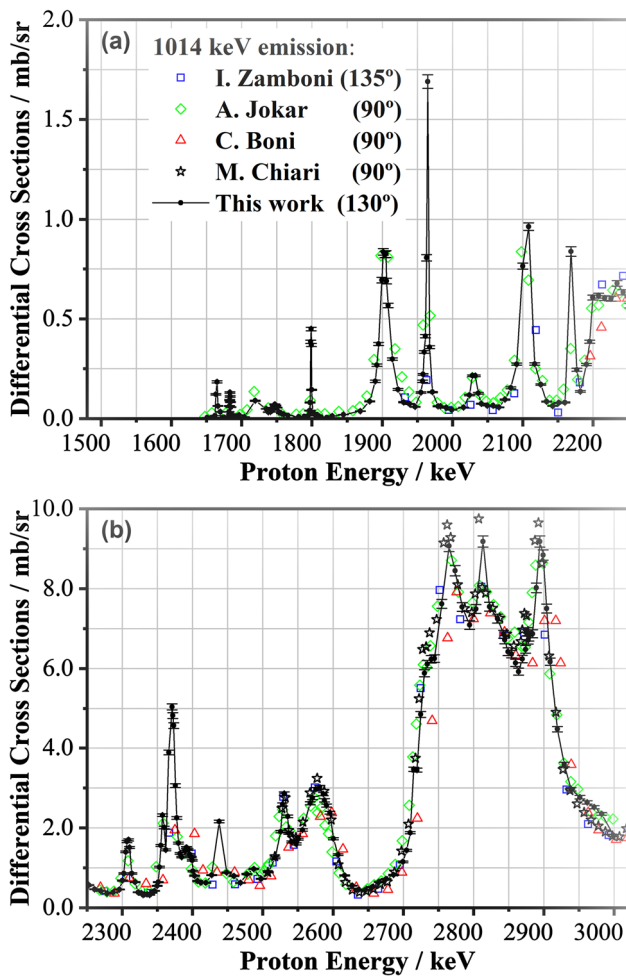 2.0
(a)
1014 keV emission:
I. Zamboni (135º)
A. Jokar (90º)
C. Boni (90º)
M. Chiari (90º)
This work (130º)
1.5
1.0
0.5
0.0
Differential Cross Sections / mb/sr
1500 1600 1700 1800 1900 2000 2100 2200
Proton Energy / keV
10.0
(b)
8.0
6.0
4.0
2.0
0.0
Differential Cross Sections / mb/sr
2300 2400 2500 2600 2700 2800 2900 3000
Proton Energy / keV